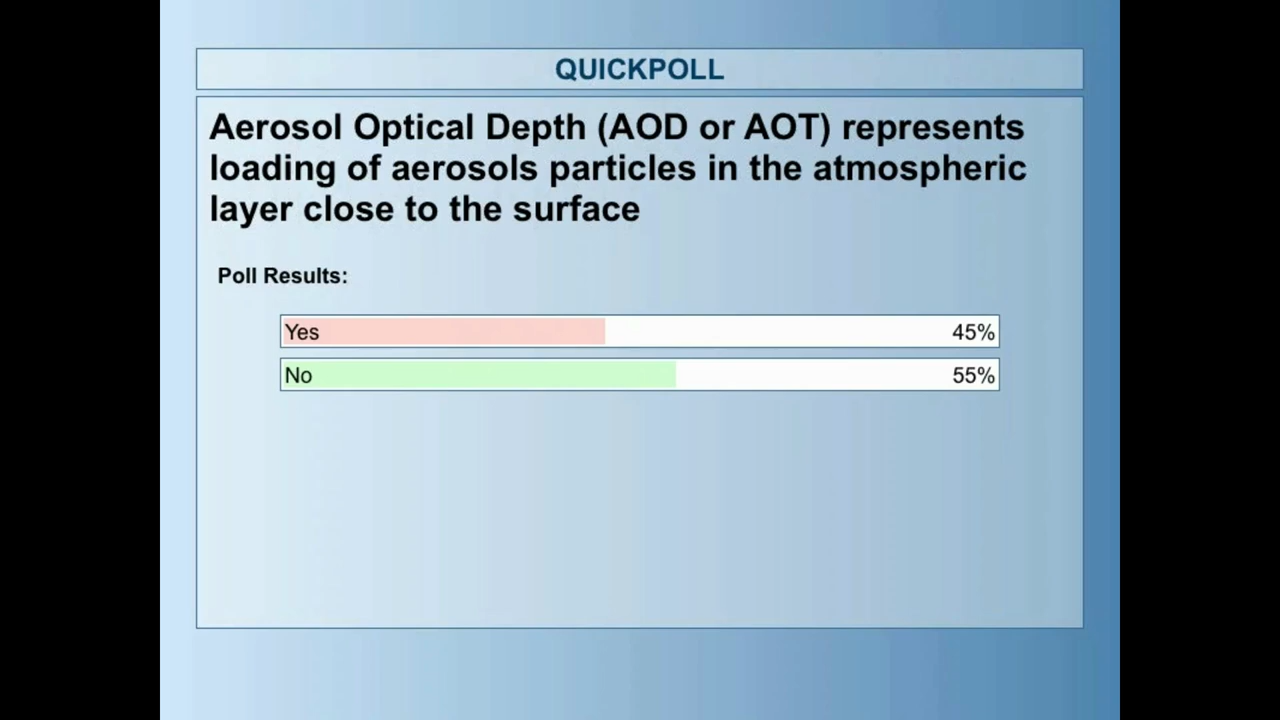 QUICKPOLL
Aerosol Optical Depth (AOD or AOT) represents
loading of aerosols particles in the atmospheric
layer close to the surface
Poll Results:
Yes 45%
No 55%